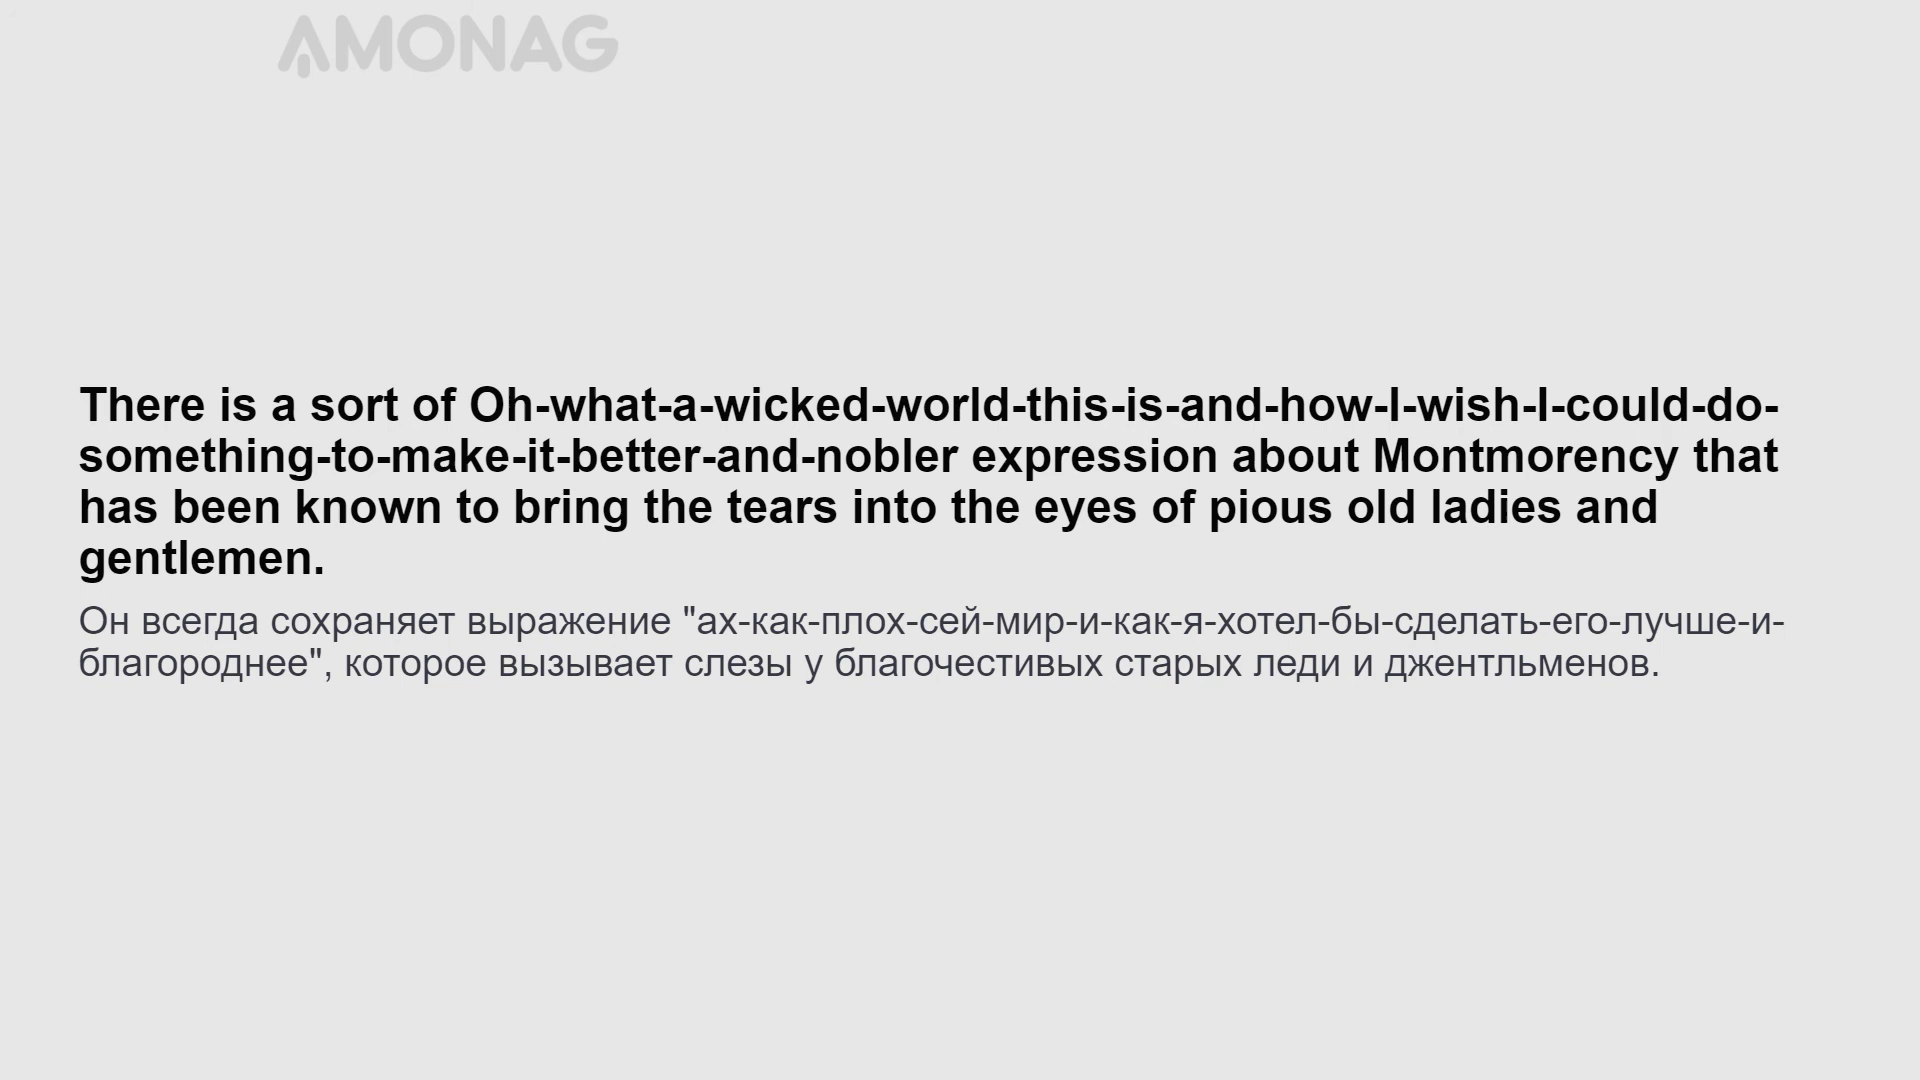 AMONAG
There is a sort of Oh-what-a-wicked-world-this-is-and-how-I-wish-I-could-do-
something-to-make-it-better-and-nobler expression about Montmorency that
has been known to bring the tears into the eyes of pious old ladies and
gentlemen.
Он всегда сохраняет выражение "ах-как-плох-сей-мир-и-как-я-хотел-бы-сделать-его-лучше-и-
благороднее", которое вызывает слезы у благочестивых старых леди и джентльменов.